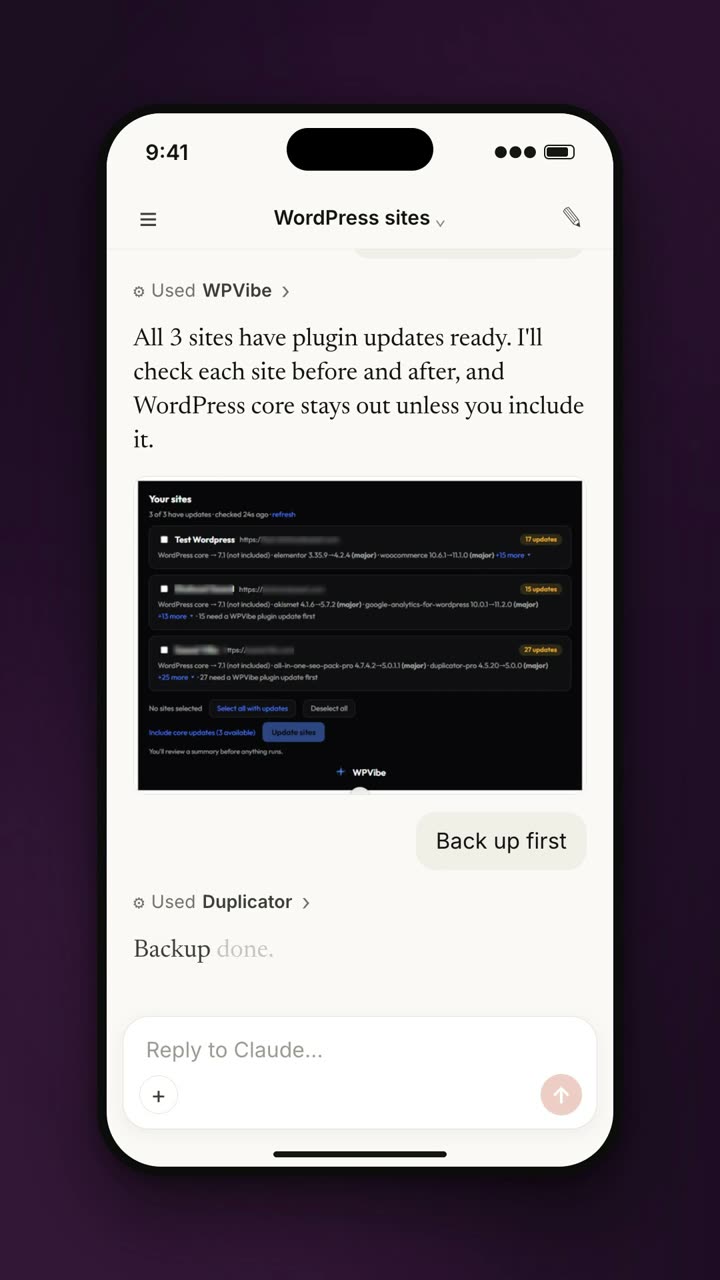 9:41
WordPress sites
Used WPVibe
All 3 sites have plugin updates ready. I'll
check each site before and after, and
WordPress core stays out unless you include
it.
Your sites
3 of 3 have updates · checked 24s ago · refresh
Test Wordpress https://
17 updates
WordPress core → 7.1 (not included) · elementor 3.35.9→4.2.4 (major) · woocommerce 10.6.1→11.1.0 (major) +15 more
https://
15 updates
WordPress core → 7.1 (not included) · akismet 4.1.6→5.7.2 (major) · google-analytics-for-wordpress 10.0.1→11.2.0 (major)
+13 more · 15 need a WPVibe plugin update first
https://
27 updates
WordPress core → 7.1 (not included) · all-in-one-seo-pack-pro 4.7.4.2→5.0.1.1 (major) · duplicator-pro 4.5.20→5.0.0 (major)
+25 more · 27 need a WPVibe plugin update first
No sites selected Select all with updates Deselect all
Include core updates (3 available) Update sites
You'll review a summary before anything runs.
WPVibe
Back up first
Used Duplicator
Backup done.
Reply to Claude...